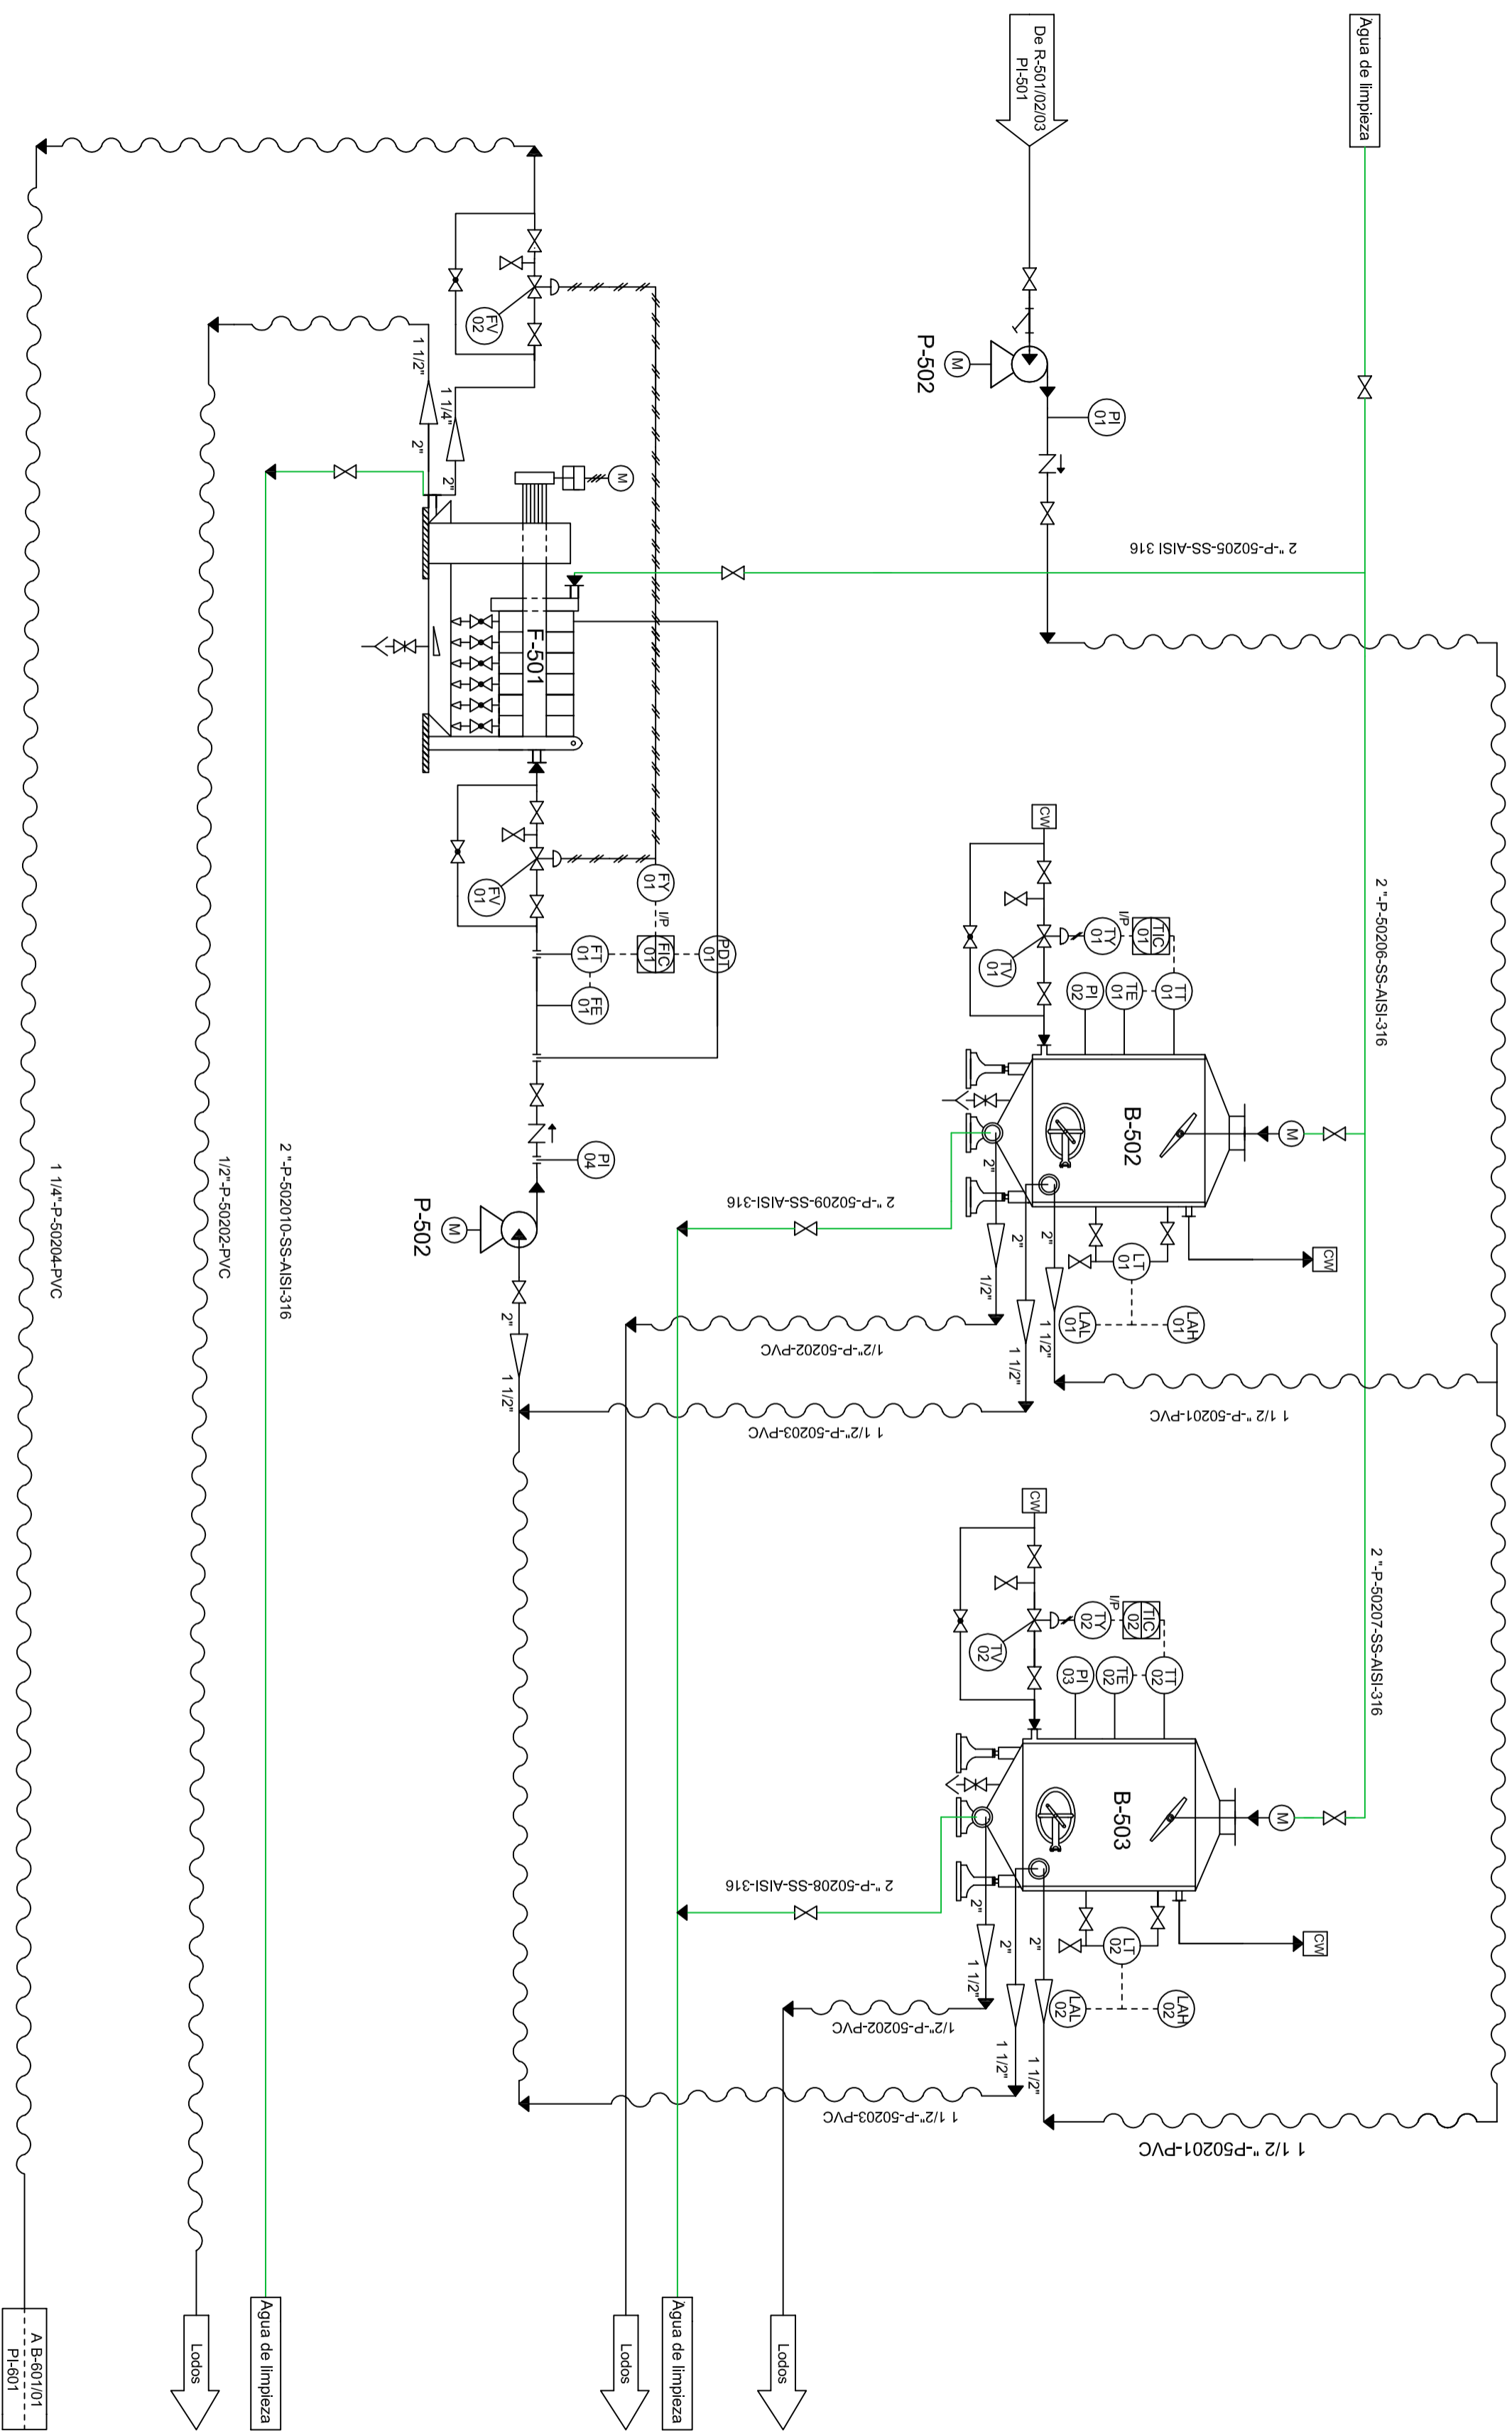 Agua de limpieza
2 "-P-50206-SS-AISI-316
2 "-P-50207-SS-AISI-316
De R-501/02/03
PI-501
P-502
M
PI
01
2 "-P-50205-SS-AISI 316
CW
TV
01
TY
01
I/P
TIC
01
TT
01
TE
01
PI
02
B-502
M
CW
LT
01
LAH
01
LAL
01
2"
1 1/2"
2"
1 1/2"
2"
1/2"
1 1/2 "-P-50201-PVC
1 1/2"-P-50203-PVC
1/2"-P-50202-PVC
2 "-P-50209-SS-AISI-316
CW
TV
02
TY
02
I/P
TIC
02
TT
02
TE
02
PI
03
B-503
M
CW
LT
02
LAH
02
LAL
02
2"
1 1/2"
2"
1 1/2"
2"
1 1/2"
1 1/2 "-P50201-PVC
1 1/2"-P-50203-PVC
1/2"-P-50202-PVC
2 "-P-50208-SS-AISI-316
Lodos
Agua de limpieza
Lodos
FV
02
1 1/2"
2"
1 1/4"
2"
M
F-501
FV
01
FY
01
I/P
FIC
01
PDT
01
FT
01
FE
01
PI
04
P-502
M
2"
1 1/2"
2 "-P-502010-SS-AISI-316
Agua de limpieza
1/2"-P-50202-PVC
Lodos
1 1/4"-P-50204-PVC
A B-601/01
PI-601